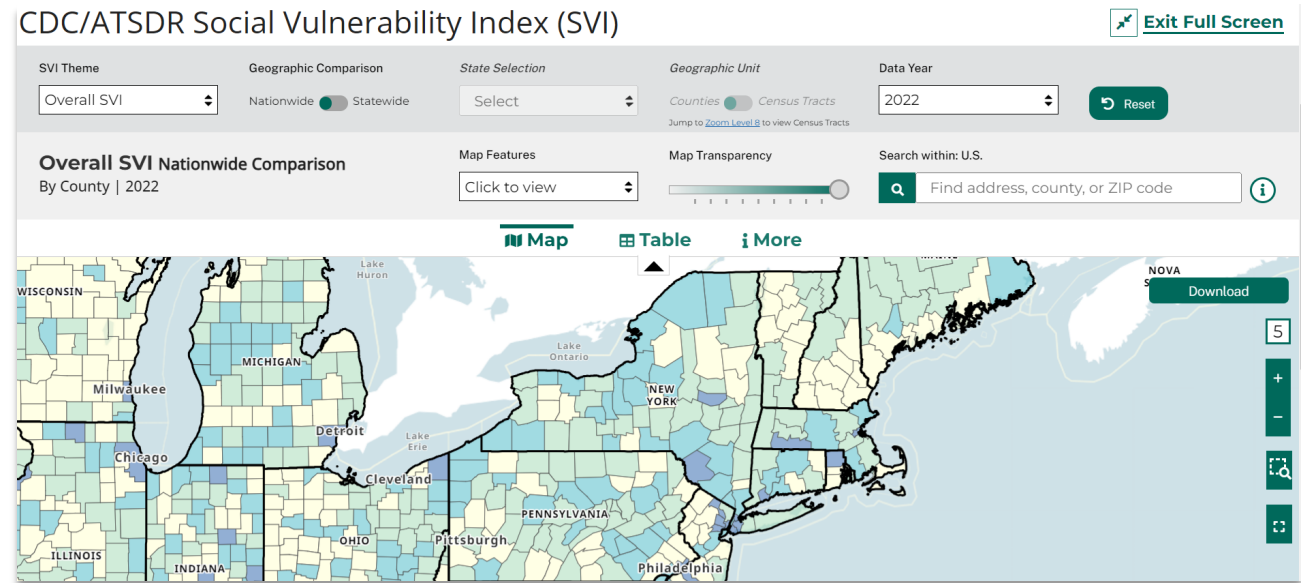 CDC/ATSDR Social Vulnerability Index (SVI)
Exit Full Screen
SVI Theme
Geographic Comparison
State Selection
Geographic Unit
Data Year
Overall SVI
Nationwide
Statewide
Select
Counties
Census Tracts
2022
Reset
Jump to Zoom Level 8 to view Census Tracts
Overall SVI Nationwide Comparison
By County | 2022
Map Features
Map Transparency
Search within: U.S.
Click to view
Find address, county, or ZIP code
Map
Table
More
Lake
Huron
NOVA
WISCONSIN
Download
5
Lake
Ontario
MICHIGAN
Milwaukee
NEW
YORK
+
Detroit
Lake
Erie
−
Chicago
Cleveland
PENNSYLVANIA
OHIO
Pittsburgh
ILLINOIS
INDIANA
Philadelphia